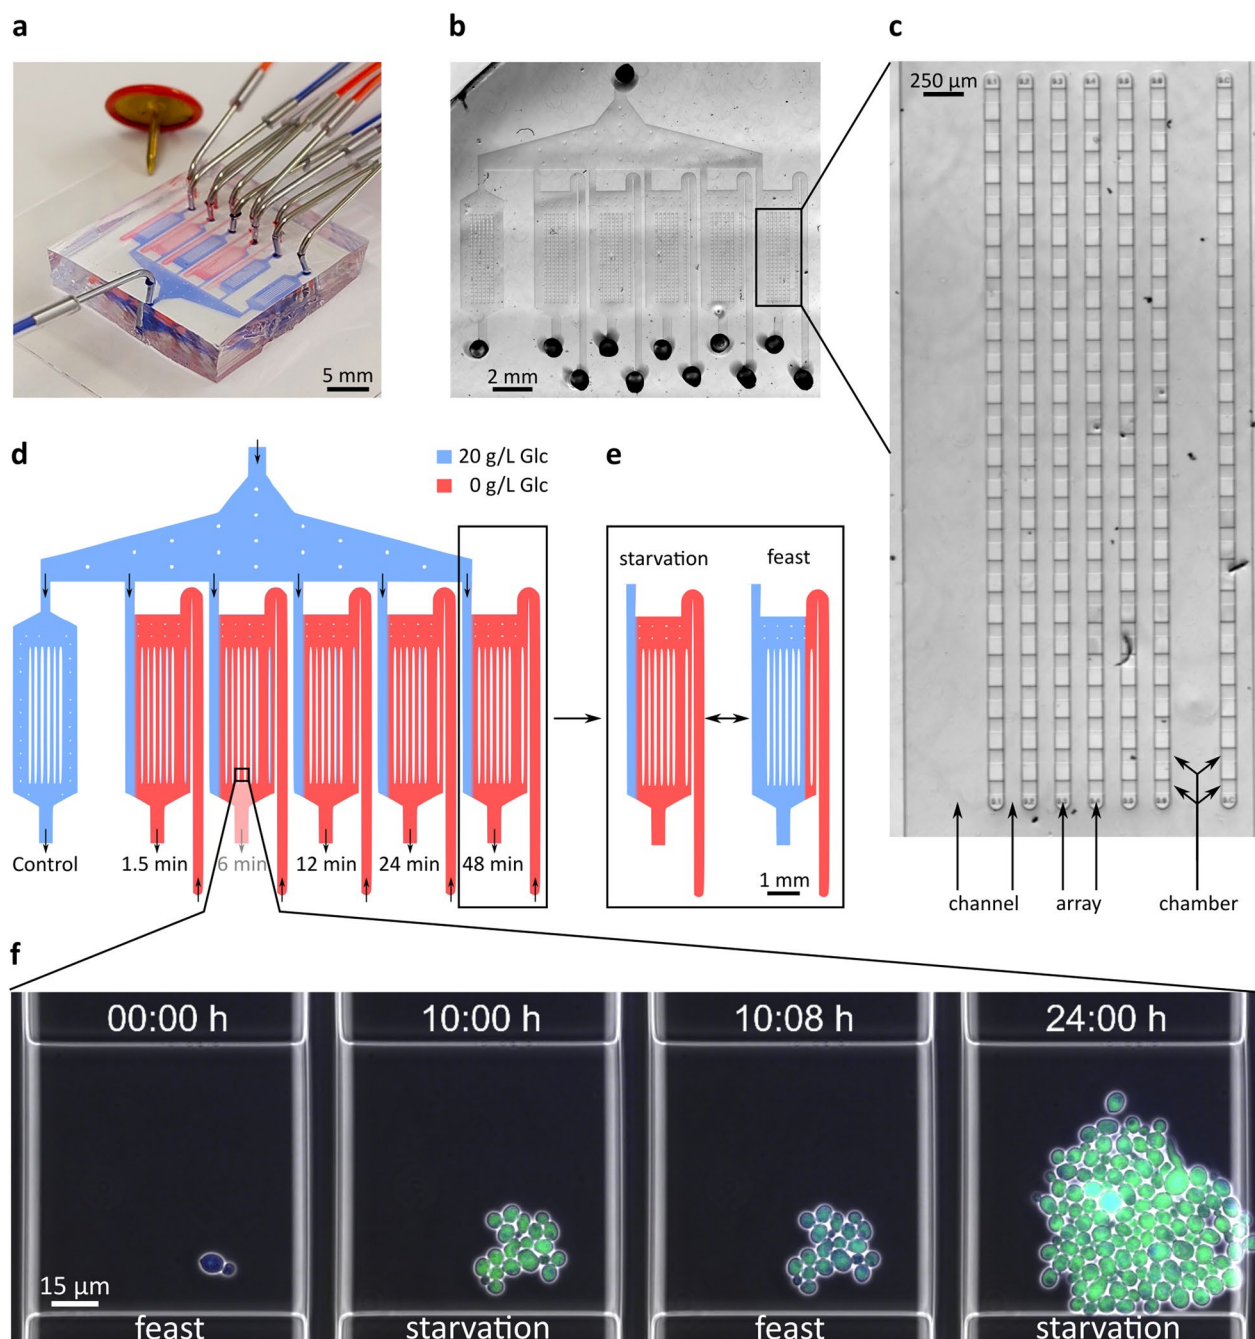 a
b
c
250 µm
5 mm
2 mm
d
20 g/L Glc
0 g/L Glc
e
starvation
feast
Control
1.5 min
6 min
12 min
24 min
48 min
1 mm
channel
array
chamber
f
00:00 h
10:00 h
10:08 h
24:00 h
15 µm
feast
starvation
feast
starvation